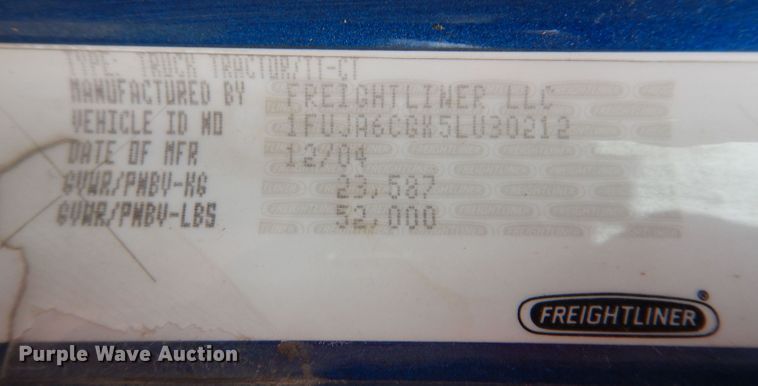 TYPE: TRUCK TRACTOR/TT-CT
MANUFACTURED BY FREIGHTLINER LLC
VEHICLE ID NO 1FUJA6CGX5LU30212
DATE OF MFR 12/04
GVWR/PNBV-KG 23,587
GVWR/PNBV-LBS 52,000
FREIGHTLINER
Purple Wave Auction